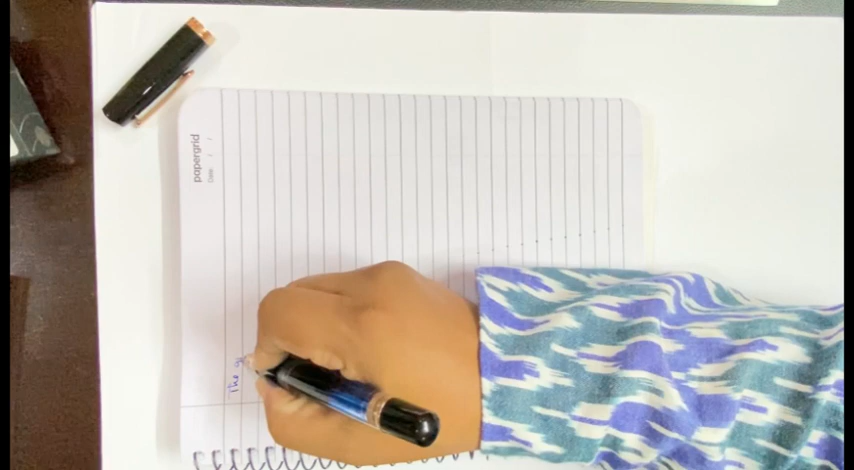 papergrid
Date: / /
The q